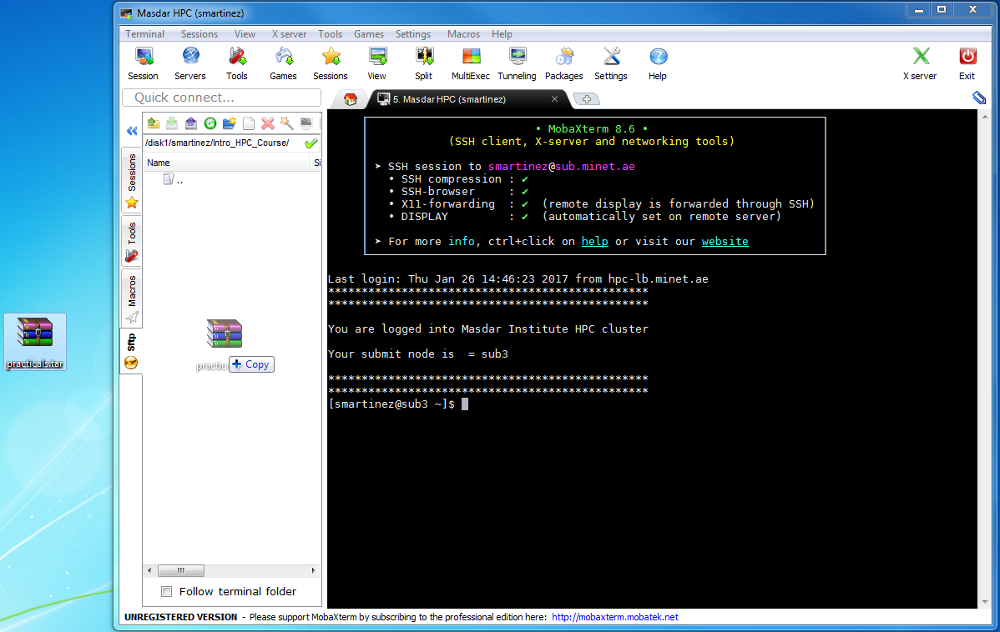 Masdar HPC (smartinez)
Terminal Sessions View X server Tools Games Settings Macros Help
Session Servers Tools Games Sessions View Split MultiExec Tunneling Packages Settings Help X server Exit
Quick connect...
5. Masdar HPC (smartinez)
/disk1/smartinez/Intro_HPC_Course/
Name Si
..
Sessions
Tools
Macros
Sftp
practicals.tar
Copy
Follow terminal folder
• MobaXterm 8.6 •
(SSH client, X-server and networking tools)
➤ SSH session to smartinez@sub.minet.ae
• SSH compression : ✔
• SSH-browser : ✔
• X11-forwarding : ✔ (remote display is forwarded through SSH)
• DISPLAY : ✔ (automatically set on remote server)
➤ For more info, ctrl+click on help or visit our website
Last login: Thu Jan 26 14:46:23 2017 from hpc-lb.minet.ae
************************************************
************************************************
You are logged into Masdar Institute HPC cluster
Your submit node is = sub3
************************************************
************************************************
[smartinez@sub3 ~]$
UNREGISTERED VERSION - Please support MobaXterm by subscribing to the professional edition here: http://mobaxterm.mobatek.net